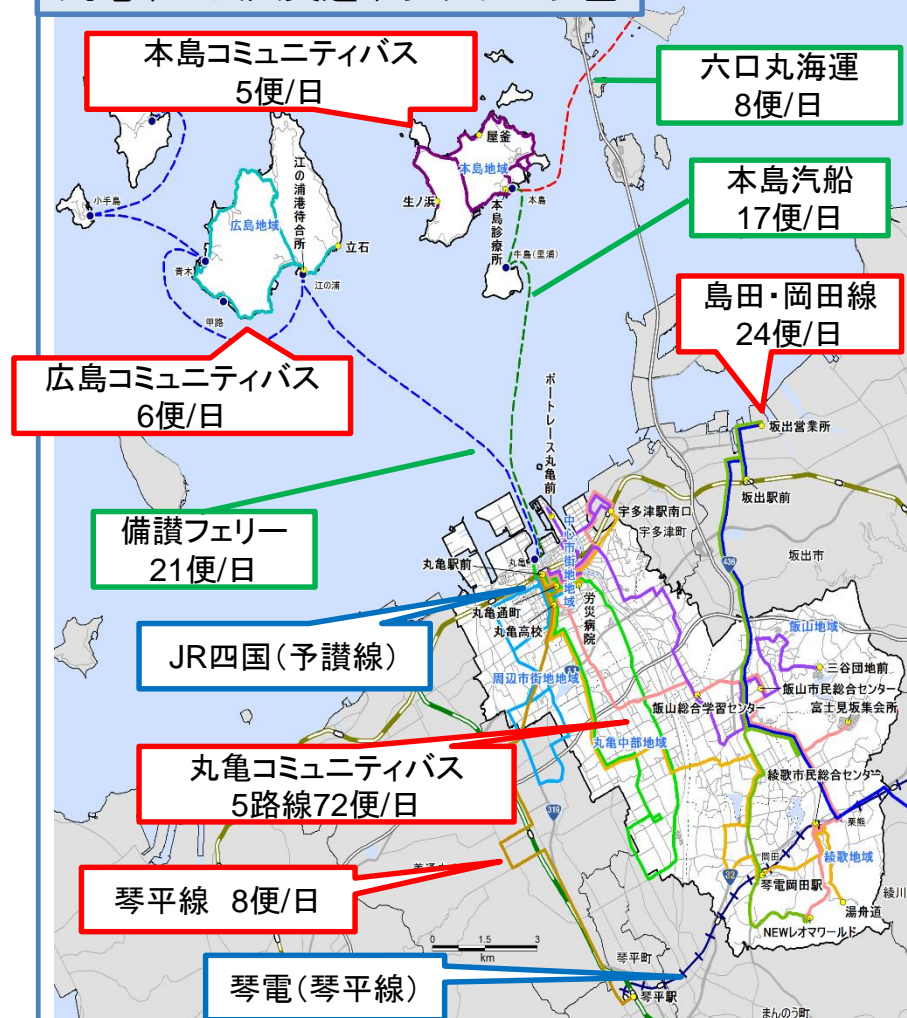 本島コミュニティバス
5便/日
六口丸海運
8便/日
本島汽船
17便/日
島田・岡田線
24便/日
広島コミュニティバス
6便/日
備讃フェリー
21便/日
JR四国(予讃線)
丸亀コミュニティバス
5路線72便/日
琴平線 8便/日
琴電(琴平線)
小手島
広島地域
江の浦港待合所
立石
青木
江の浦
甲路
屋釜
本島地域
生ノ浜
本島
本島診療所
牛島(里浦)
ボートレース丸亀前
坂出営業所
坂出駅前
宇多津駅南口
宇多津町
坂出市
中心市街地地域
丸亀駅前
丸亀
丸亀通町
丸亀高校
労災病院
438
飯山地域
三谷団地前
飯山市民総合センター
飯山総合学習センター
富士見坂集会所
周辺市街地地域
丸亀中部地域
綾歌市民総合センター
319
栗熊
岡田
32
綾歌地域
琴電岡田駅
綾川
湯舟道
NEWレオマワールド
0 1.5 3
km
琴平町
琴平駅
まんのう町